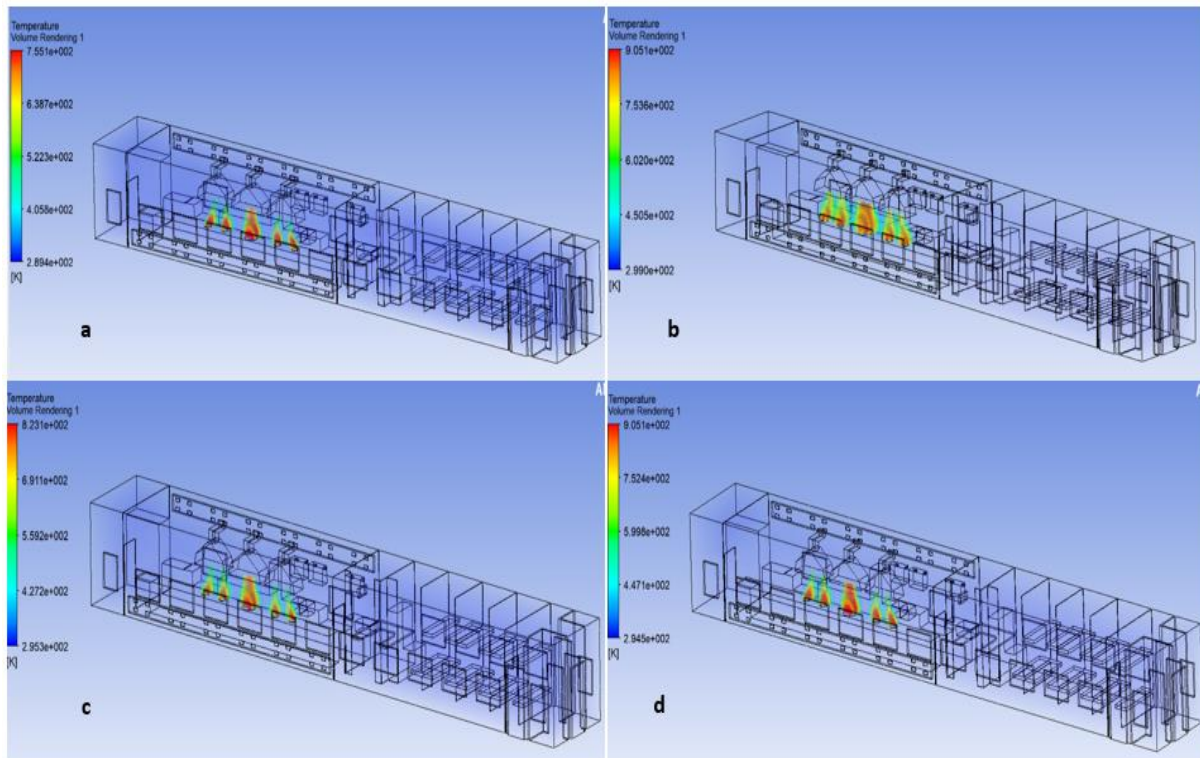 Temperature
Volume Rendering 1
7.551e+002
6.387e+002
5.223e+002
4.058e+002
2.894e+002
[K]
a
Temperature
Volume Rendering 1
9.051e+002
7.536e+002
6.020e+002
4.505e+002
2.990e+002
[K]
b
Temperature
Volume Rendering 1
8.231e+002
6.911e+002
5.592e+002
4.272e+002
2.953e+002
[K]
c
Temperature
Volume Rendering 1
9.051e+002
7.524e+002
5.998e+002
4.471e+002
2.945e+002
[K]
d